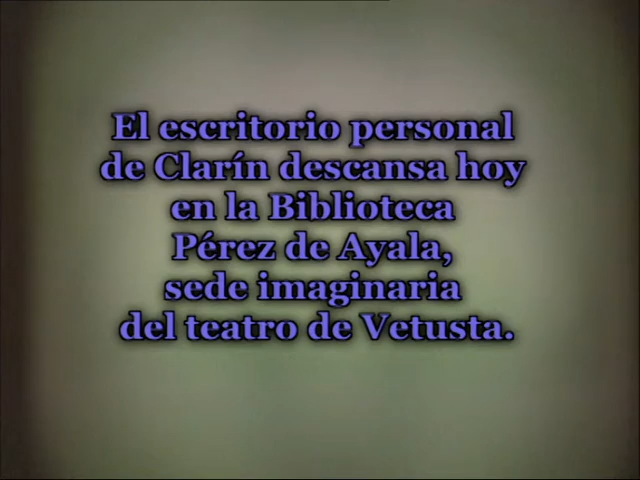 El escritorio personal
de Clarín descansa hoy
en la Biblioteca
Pérez de Ayala,
sede imaginaria
del teatro de Vetusta.